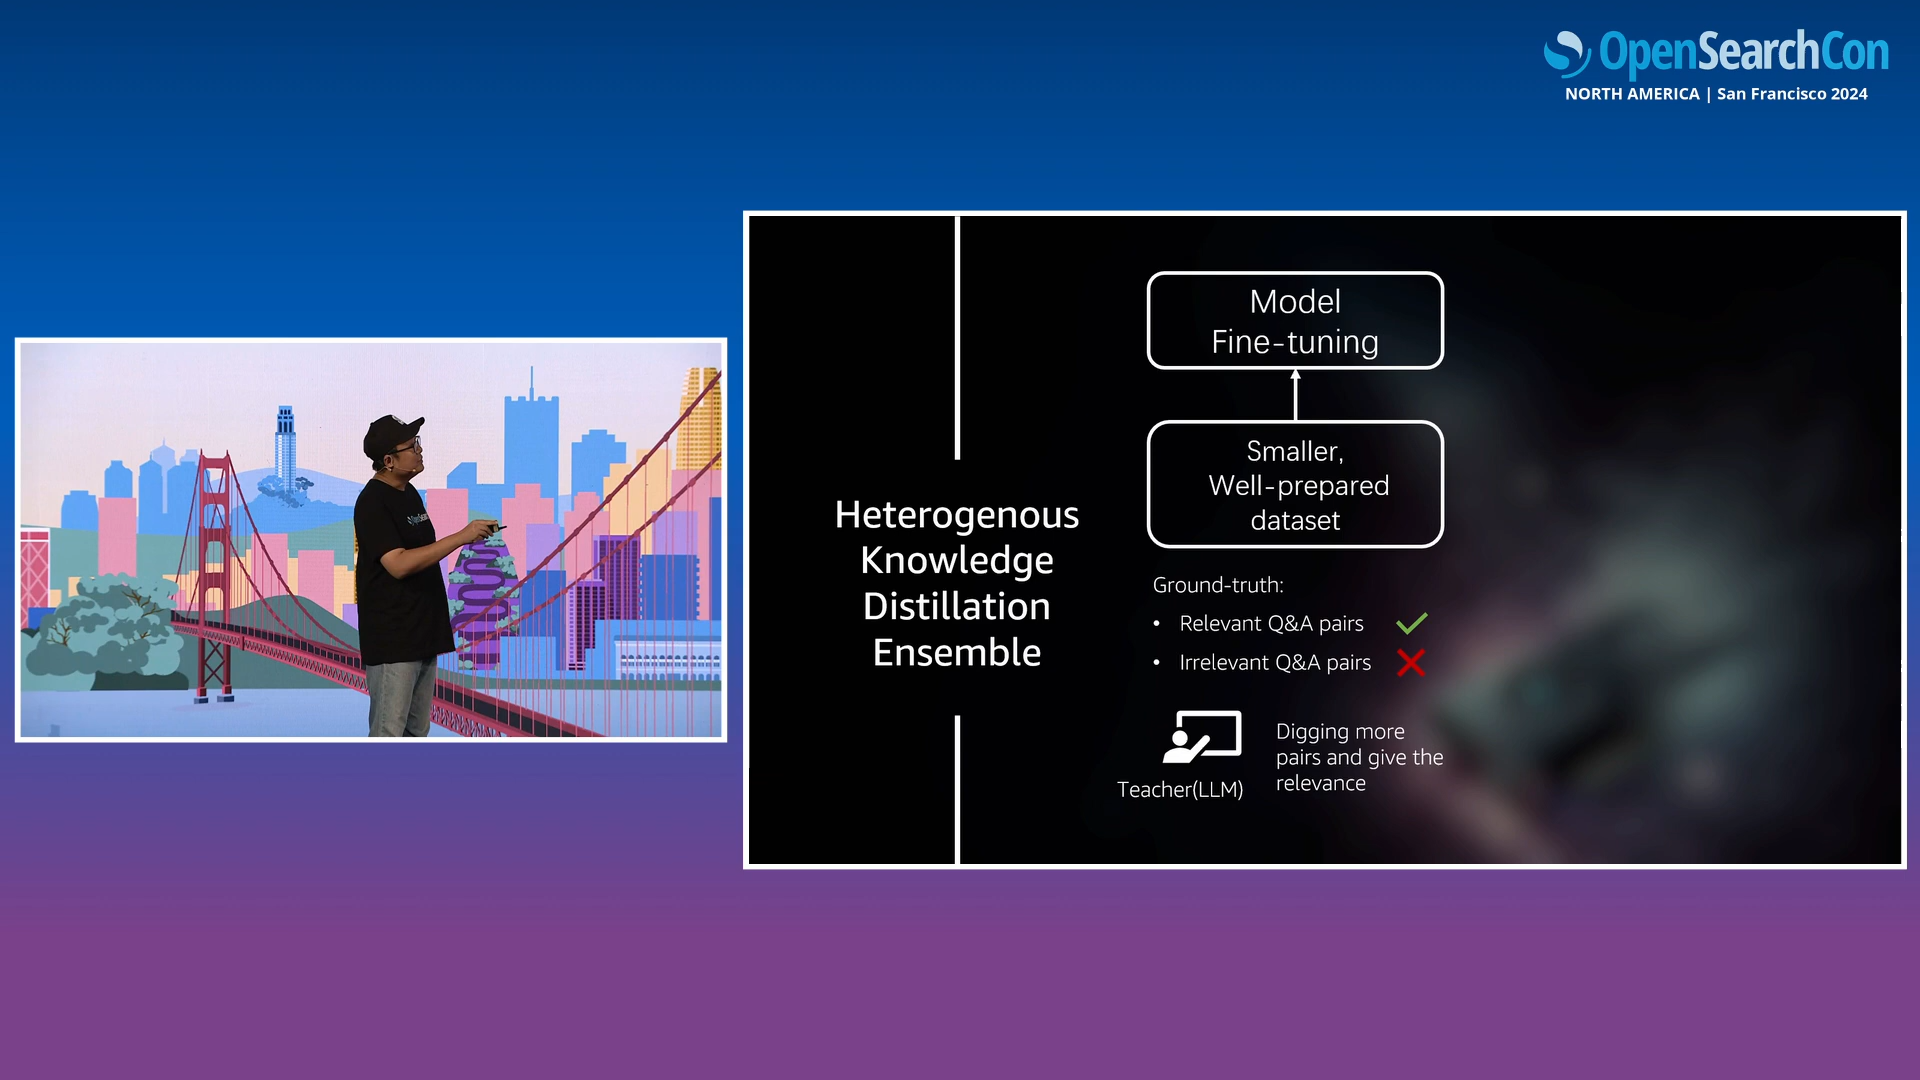 OpenSearchCon
NORTH AMERICA | San Francisco 2024
Heterogenous
Knowledge
Distillation
Ensemble
Model
Fine-tuning
Smaller,
Well-prepared
dataset
Ground-truth:
• Relevant Q&A pairs
• Irrelevant Q&A pairs
Teacher(LLM)
Digging more
pairs and give the
relevance